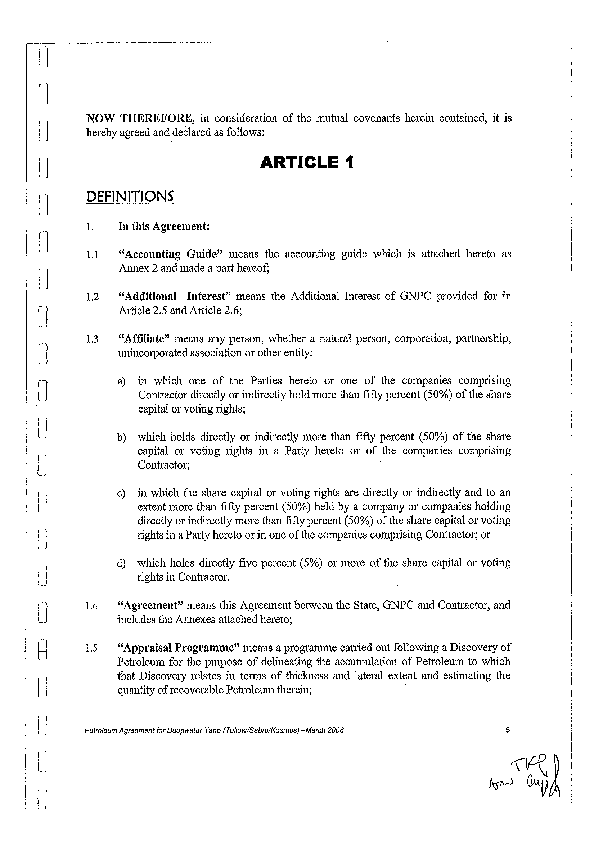 NOW THEREFORE, in consideration of the mutual covenants herein contained, it is
hereby agreed and declared as follows:
ARTICLE 1
DEFINITIONS
1. In this Agreement:
1.1 “Accounting Guide” means the accounting guide which is attached hereto as
Annex 2 and made a part hereof;
1.2 “Additional Interest” means the Additional Interest of GNPC provided for in
Article 2.5 and Article 2.6;
1.3 “Affiliate” means any person, whether a natural person, corporation, partnership,
unincorporated association or other entity:
a) in which one of the Parties hereto or one of the companies comprising
Contractor directly or indirectly hold more than fifty percent (50%) of the share
capital or voting rights;
b) which holds directly or indirectly more than fifty percent (50%) of the share
capital or voting rights in a Party hereto or of the companies comprising
Contractor;
c) in which the share capital or voting rights are directly or indirectly and to an
extent more than fifty percent (50%) held by a company or companies holding
directly or indirectly more than fifty percent (50%) of the share capital or voting
rights in a Party hereto or in one of the companies comprising Contractor; or
d) which holds directly five percent (5%) or more of the share capital or voting
rights in Contractor.
1.6 “Agreement” means this Agreement between the State, GNPC and Contractor, and
includes the Annexes attached hereto;
1.5 “Appraisal Programme” means a programme carried out following a Discovery of
Petroleum for the purpose of delineating the accumulation of Petroleum to which
that Discovery relates in terms of thickness and lateral extent and estimating the
quantity of recoverable Petroleum therein;
Petroleum Agreement for Deepwater Tano (Tullow/Sabre/Kosmos) –March 2006